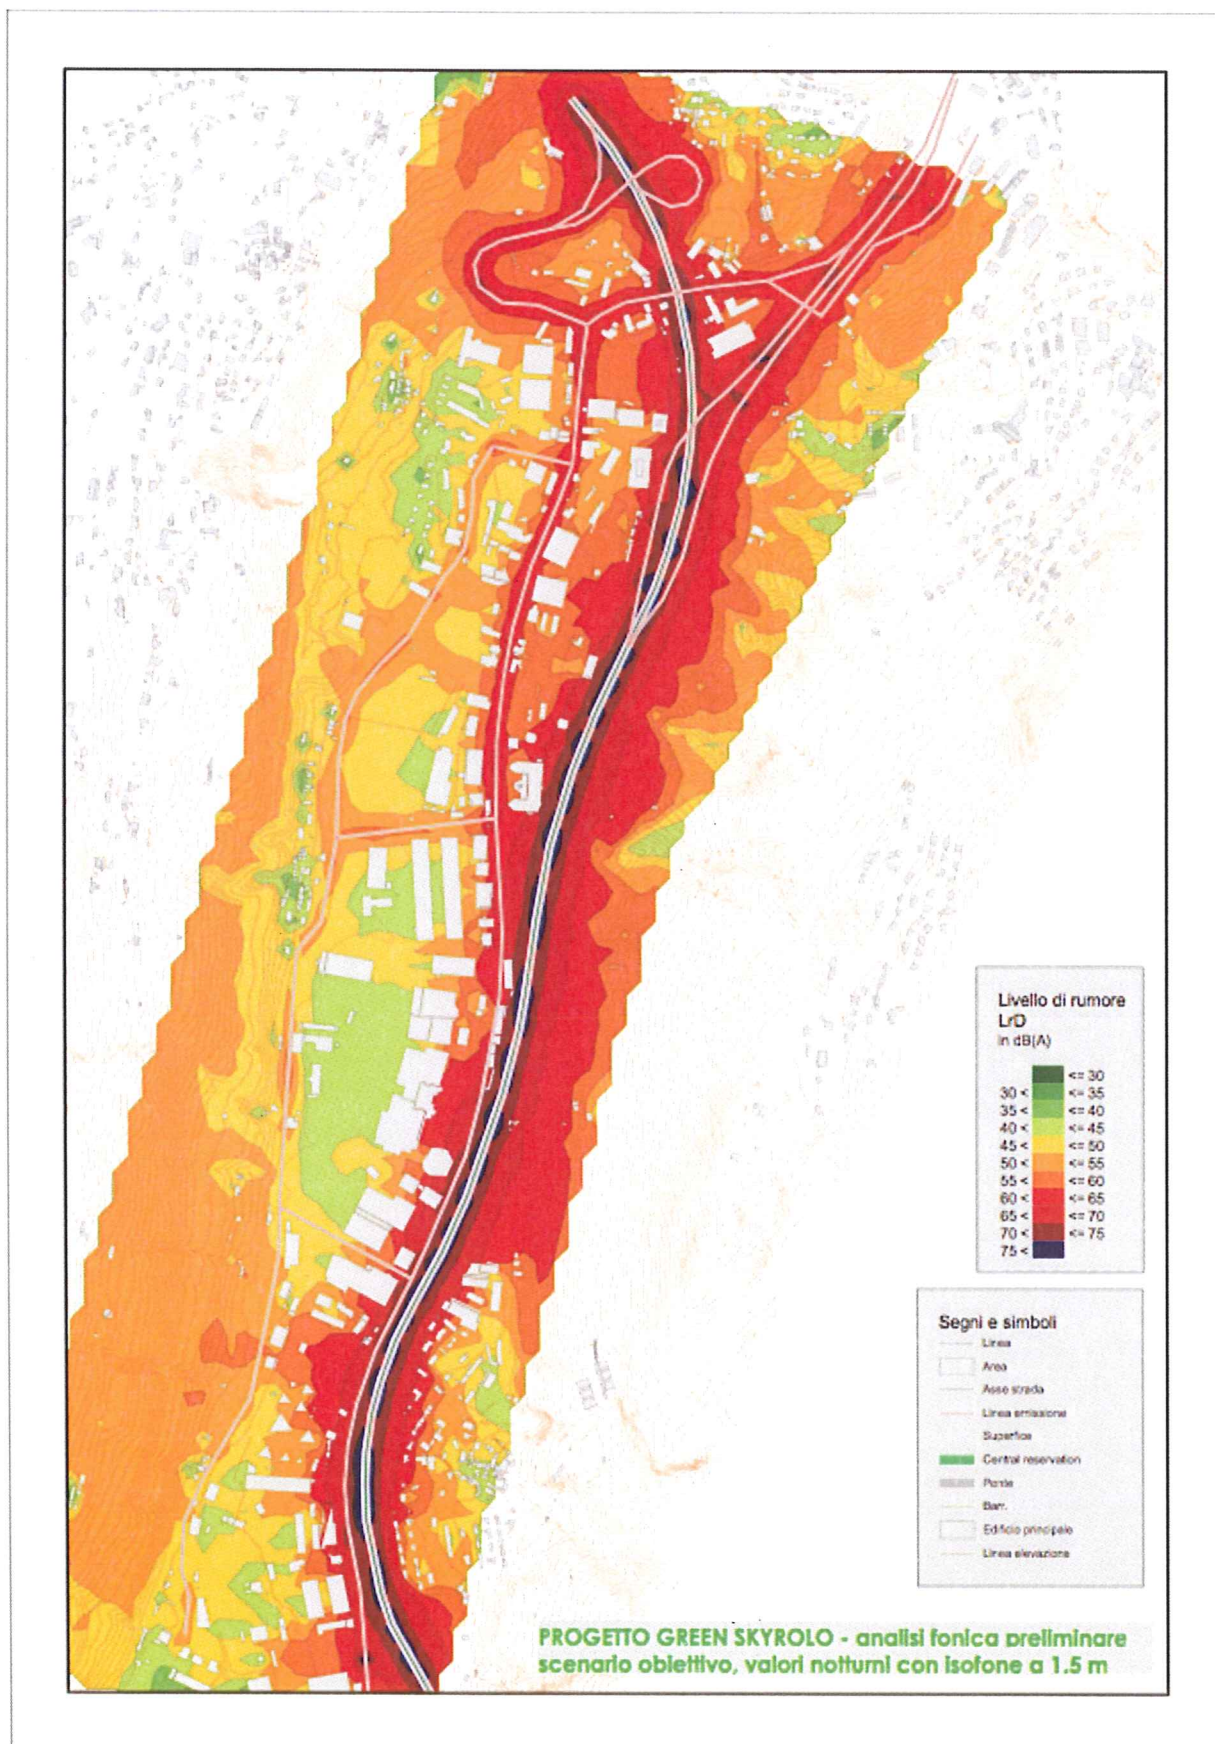 Livello di rumore
LrD
in dB(A)
<= 30
30 < <= 35
35 < <= 40
40 < <= 45
45 < <= 50
50 < <= 55
55 < <= 60
60 < <= 65
65 < <= 70
70 < <= 75
75 <
Segni e simboli
Linea
Area
Asse strada
Linea emissione
Superfice
Central reservation
Ponte
Barr.
Edificio principale
Linea elevazione
PROGETTO GREEN SKYROLO - analisi fonica preliminare
scenario obiettivo, valori notturni con isofone a 1.5 m